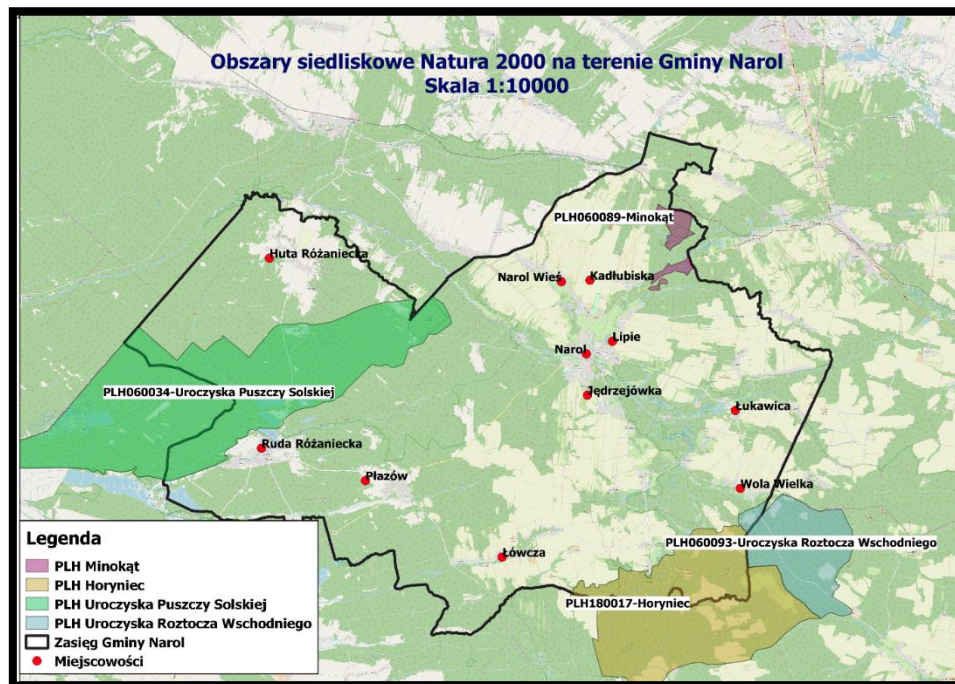 Obszary siedliskowe Natura 2000 na terenie Gminy Narol
Skala 1:10000
PLH060089-Minokąt
Huta Różaniecka
Narol Wieś
Kadłubiska
Lipie
Narol
PLH060034-Uroczyska Puszczy Solskiej
Jędrzejówka
Łukawica
Ruda Różaniecka
Płazów
Wola Wielka
PLH060093-Uroczyska Roztocza Wschodniego
Łówcza
PLH180017-Horyniec
Legenda
PLH Minokąt
PLH Horyniec
PLH Uroczyska Puszczy Solskiej
PLH Uroczyska Roztocza Wschodniego
Zasięg Gminy Narol
Miejscowości